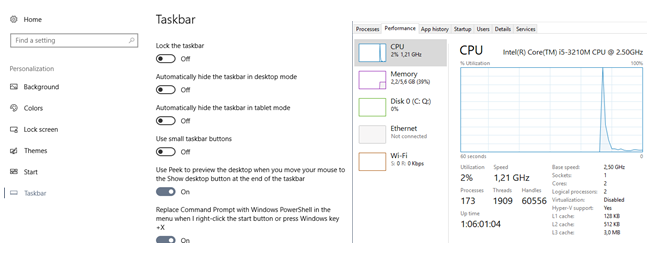 Home
Find a setting
Personalization
Background
Colors
Lock screen
Themes
Start
Taskbar
Taskbar
Lock the taskbar
Off
Automatically hide the taskbar in desktop mode
Off
Automatically hide the taskbar in tablet mode
Off
Use small taskbar buttons
Off
Use Peek to preview the desktop when you move your mouse to
the Show desktop button at the end of the taskbar
On
Replace Command Prompt with Windows PowerShell in the
menu when I right-click the start button or press Windows key
+X
On
Processes Performance App history Startup Users Details Services
CPU
2% 1,21 GHz
Memory
2,2/5,6 GB (39%)
Disk 0 (C: Q:)
0%
Ethernet
Not connected
Wi-Fi
S: 0 R: 0 Kbps
CPU Intel(R) Core(TM) i5-3210M CPU @ 2.50GHz
% Utilization 100%
60 seconds 0
Utilization Speed
2% 1,21 GHz
Processes Threads Handles
173 1909 60556
Up time
1:06:01:04
Base speed: 2,50 GHz
Sockets: 1
Cores: 2
Logical processors: 2
Virtualization: Disabled
Hyper-V support: Yes
L1 cache: 128 KB
L2 cache: 512 KB
L3 cache: 3,0 MB